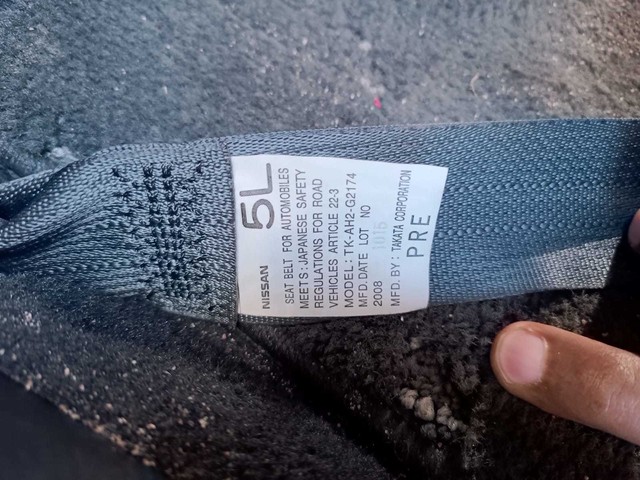 NISSAN 5L
SEAT BELT FOR AUTOMOBILES
MEETS:JAPANESE SAFETY
REGULATIONS FOR ROAD
VEHICLES ARTICLE 22-3
MODEL:TK-AH2-G2174
MFD.DATE LOT NO
2008 1015
MFD.BY:TAKATA CORPORATION
PRE